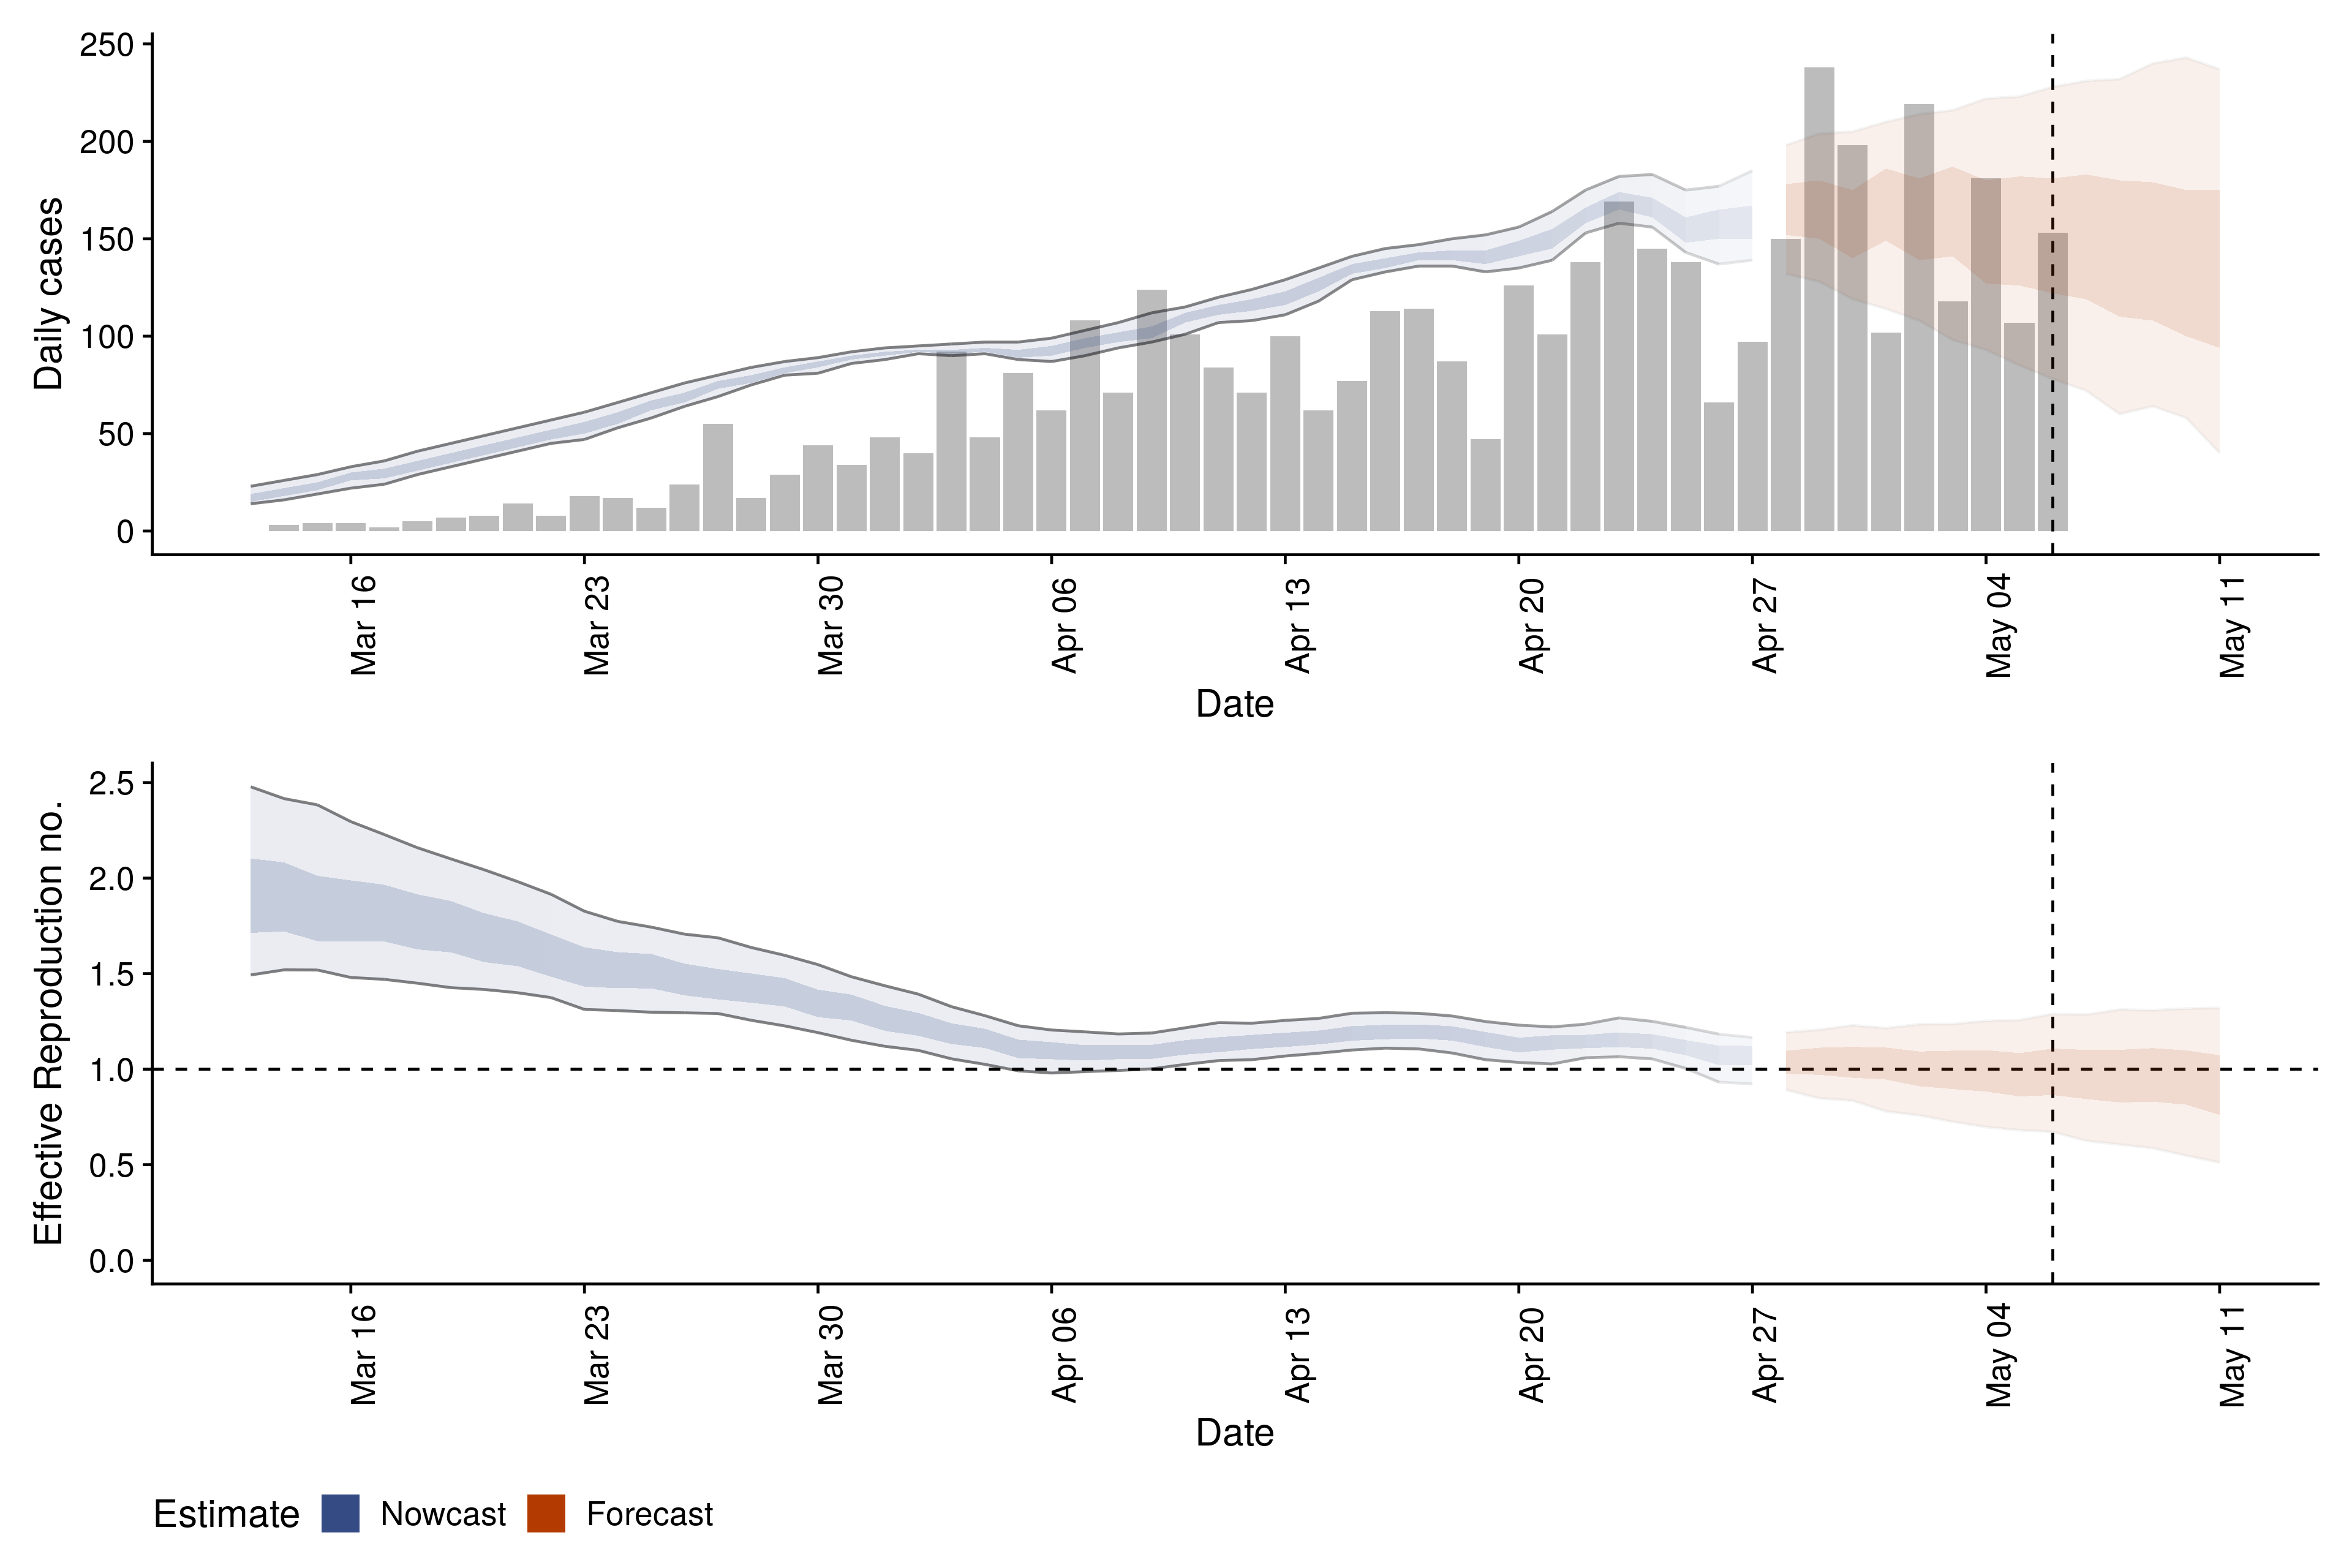 250
200
150
100
50
0
Daily cases
Mar 16
Mar 23
Mar 30
Apr 06
Apr 13
Apr 20
Apr 27
May 04
May 11
Date
2.5
2.0
1.5
1.0
0.5
0.0
Effective Reproduction no.
Mar 16
Mar 23
Mar 30
Apr 06
Apr 13
Apr 20
Apr 27
May 04
May 11
Date
Estimate Nowcast Forecast